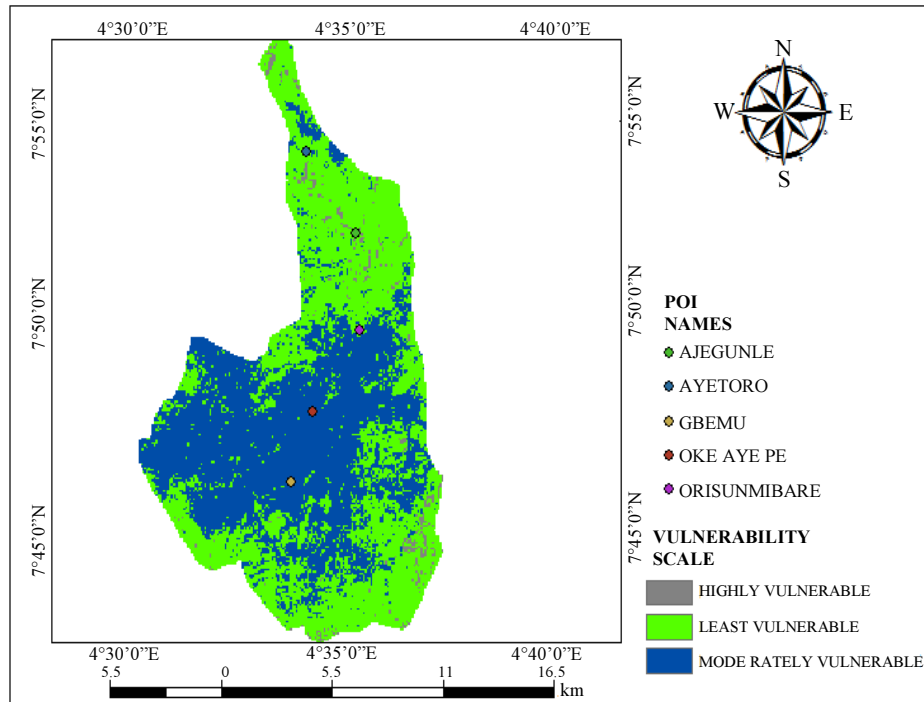 4°30'0"E 4°35'0"E 4°40'0"E
N
W E
S
7°55'0"N 7°55'0"N
7°50'0"N 7°50'0"N
7°45'0"N 7°45'0"N
POI
NAMES
AJEGUNLE
AYETORO
GBEMU
OKE AYE PE
ORISUNMIBARE
VULNERABILITY
SCALE
HIGHLY VULNERABLE
LEAST VULNERABLE
MODE RATELY VULNERABLE
4°30'0"E 4°35'0"E 4°40'0"E
5.5 0 5.5 11 16.5
km